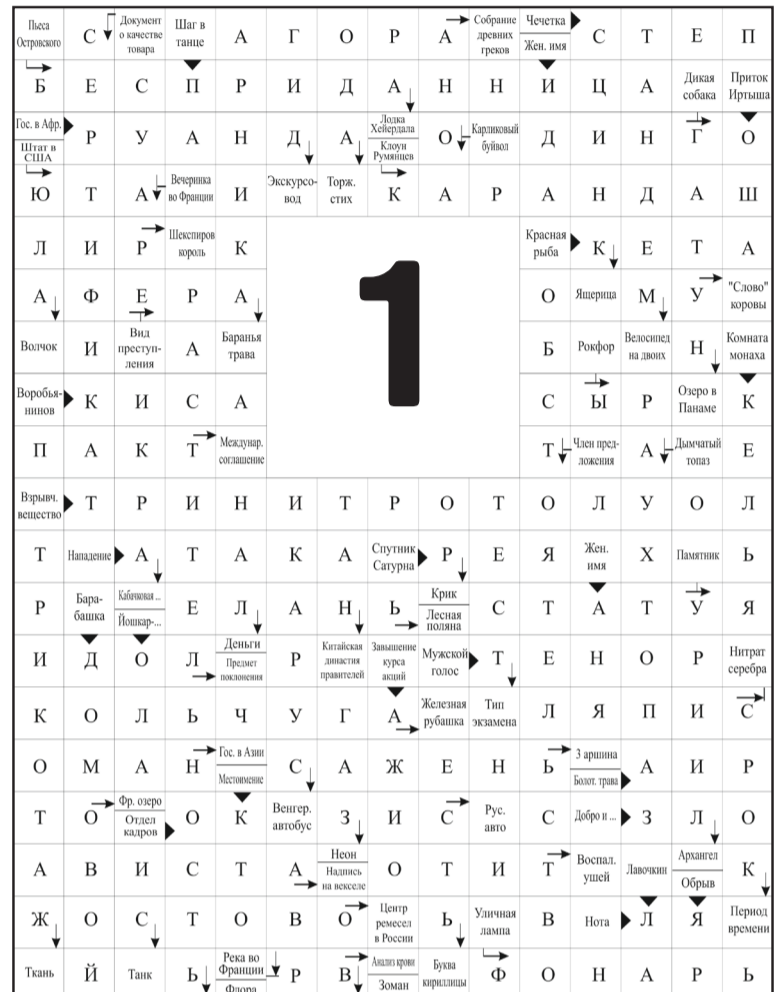 Пьеса Островского С Документ о качестве товара Шаг в танце А Г О Р А Собрание древних греков Чечетка Жен. имя С Т Е П
Б Е С П Р И Д А Н Н И Ц А Дикая собака Приток Иртыша
Гос. в Афр. Штат в США Р У А Н Д А Лодка Хейердала Клоун Румянцев О Карликовый буйвол Д И Н Г О
Ю Т А Вечеринка во Франции И Экскурсовод Торж. стих К А Р А Н Д А Ш
Л И Р Шекспиров король К Красная рыба К Е Т А
А Ф Е Р А О Ящерица М У "Слово" коровы
1
Волчок И Вид преступления А Баранья трава Б Рокфор Велосипед на двоих Н Комната монаха
Воробьянинов К И С А С Ы Р Озеро в Панаме К
П А К Т Междунар. соглашение Т Член предложения А Дымчатый топаз Е
Взрывч. вещество Т Р И Н И Т Р О Т О Л У О Л
Т Нападение А Т А К А Спутник Сатурна Р Е Я Жен. имя Х Памятник Ь
Р Барабашка Кабачковая ... Йошкар-... Е Л А Н Ь Крик Лесная поляна С Т А Т У Я
И Д О Л Деньги Предмет поклонения Р Китайская династия правителей Завышение курса акций Мужской голос Т Е Н О Р Нитрат серебра
К О Л Ь Ч У Г А Железная рубашка Тип экзамена Л Я П И С
О М А Н Гос. в Азии Местоимение С А Ж Е Н Ь 3 аршина Болот. трава А И Р
Т О Фр. озеро Отдел кадров О К Венгер. автобус З И С Рус. авто С Добро и ... З Л О
А В И С Т А Неон Надпись на векселе О Т И Т Воспал. ушей Лавочкин Архангел Обрыв К
Ж О С Т О В О Центр ремесел в России Ь Уличная лампа В Нота Л Я Период времени
Ткань Й Танк Ь Река во Франции Флора Р В Анализ крови Зоман Буква кириллицы Ф О Н А Р Ь